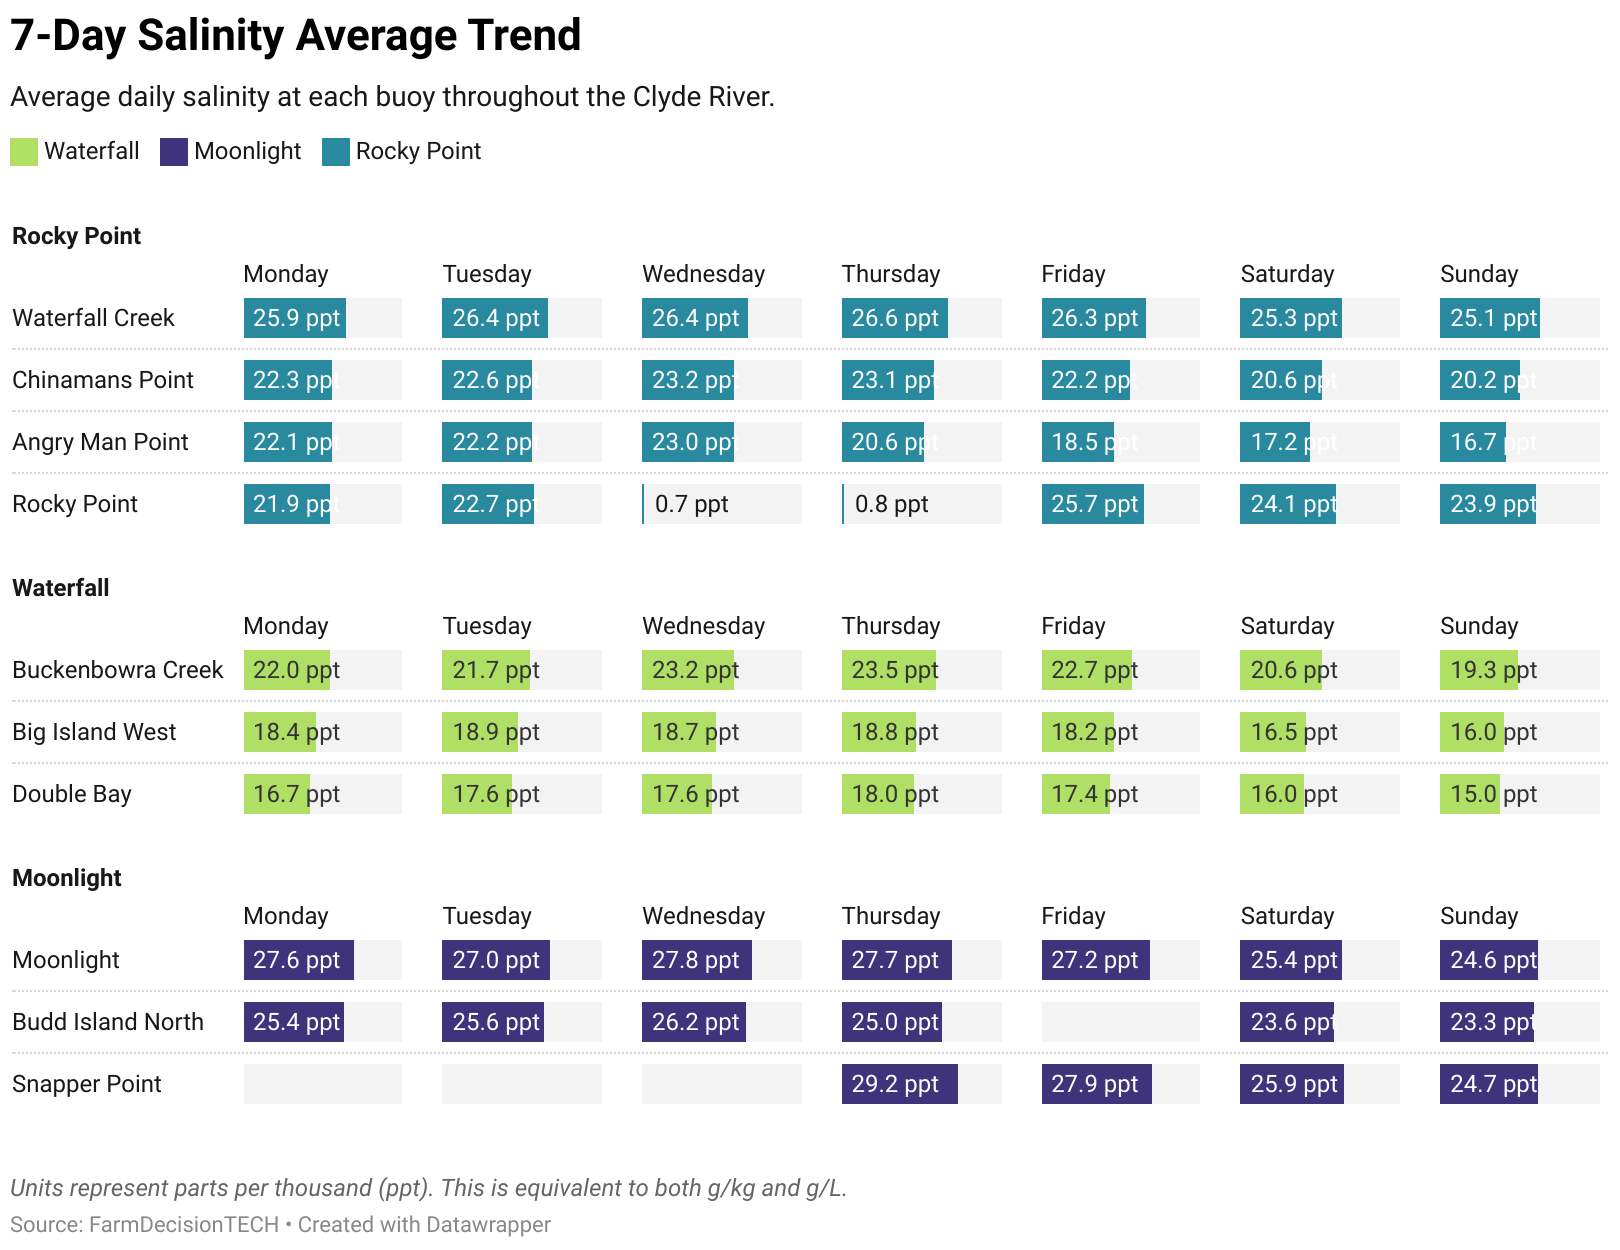 7-Day Salinity Average Trend
Average daily salinity at each buoy throughout the Clyde River.
Waterfall Moonlight Rocky Point
Rocky Point
Monday Tuesday Wednesday Thursday Friday Saturday Sunday
Waterfall Creek 25.9 ppt 26.4 ppt 26.4 ppt 26.6 ppt 26.3 ppt 25.3 ppt 25.1 ppt
Chinamans Point 22.3 ppt 22.6 ppt 23.2 ppt 23.1 ppt 22.2 ppt 20.6 ppt 20.2 ppt
Angry Man Point 22.1 ppt 22.2 ppt 23.0 ppt 20.6 ppt 18.5 ppt 17.2 ppt 16.7 ppt
Rocky Point 21.9 ppt 22.7 ppt 0.7 ppt 0.8 ppt 25.7 ppt 24.1 ppt 23.9 ppt
Waterfall
Monday Tuesday Wednesday Thursday Friday Saturday Sunday
Buckenbowra Creek 22.0 ppt 21.7 ppt 23.2 ppt 23.5 ppt 22.7 ppt 20.6 ppt 19.3 ppt
Big Island West 18.4 ppt 18.9 ppt 18.7 ppt 18.8 ppt 18.2 ppt 16.5 ppt 16.0 ppt
Double Bay 16.7 ppt 17.6 ppt 17.6 ppt 18.0 ppt 17.4 ppt 16.0 ppt 15.0 ppt
Moonlight
Monday Tuesday Wednesday Thursday Friday Saturday Sunday
Moonlight 27.6 ppt 27.0 ppt 27.8 ppt 27.7 ppt 27.2 ppt 25.4 ppt 24.6 ppt
Budd Island North 25.4 ppt 25.6 ppt 26.2 ppt 25.0 ppt 23.6 ppt 23.3 ppt
Snapper Point 29.2 ppt 27.9 ppt 25.9 ppt 24.7 ppt
Units represent parts per thousand (ppt). This is equivalent to both g/kg and g/L.
Source: FarmDecisionTECH • Created with Datawrapper